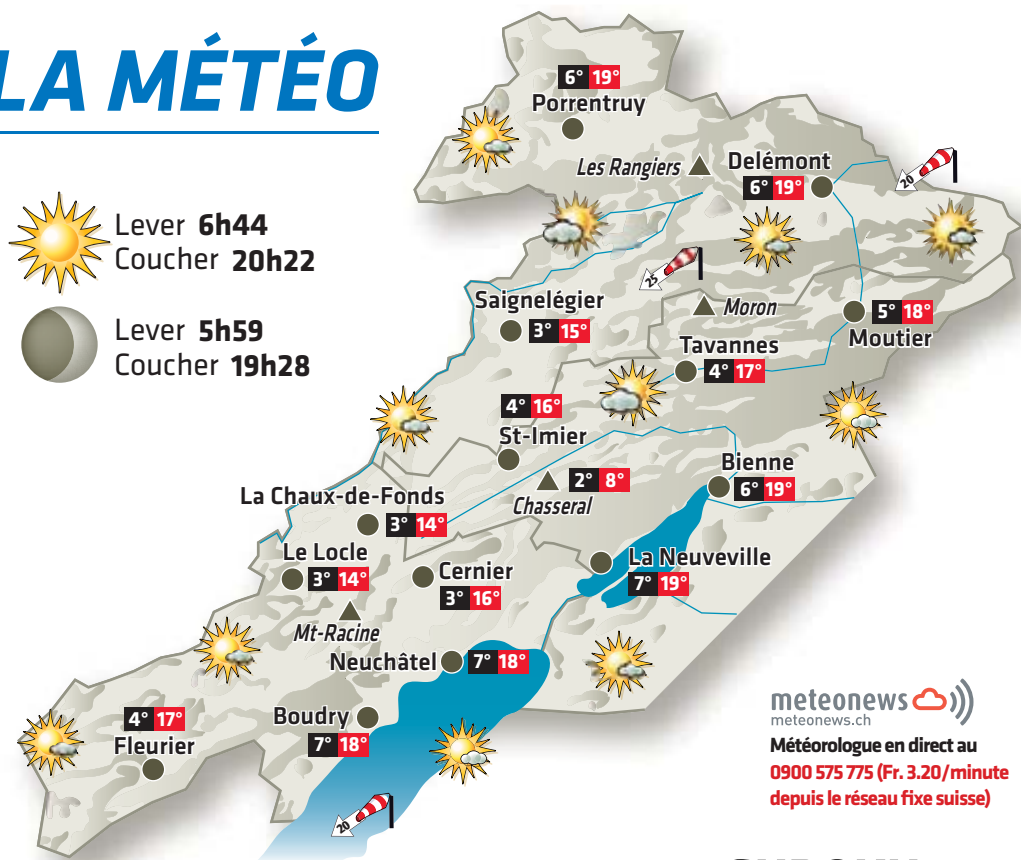 LA MÉTÉO
Lever 6h44
Coucher 20h22
Lever 5h59
Coucher 19h28
6° 19°
Porrentruy
Les Rangiers
Delémont
6° 19°
20
25
Saignelégier
3° 15°
Moron
5° 18°
Moutier
Tavannes
4° 17°
4° 16°
St-Imier
2° 8°
Chasseral
Bienne
6° 19°
La Chaux-de-Fonds
3° 14°
Le Locle
3° 14°
Cernier
3° 16°
La Neuveville
7° 19°
Mt-Racine
Neuchâtel 7° 18°
Boudry
7° 18°
4° 17°
Fleurier
20
meteonews
meteonews.ch
Météorologue en direct au
0900 575 775 (Fr. 3.20/minute
depuis le réseau fixe suisse)